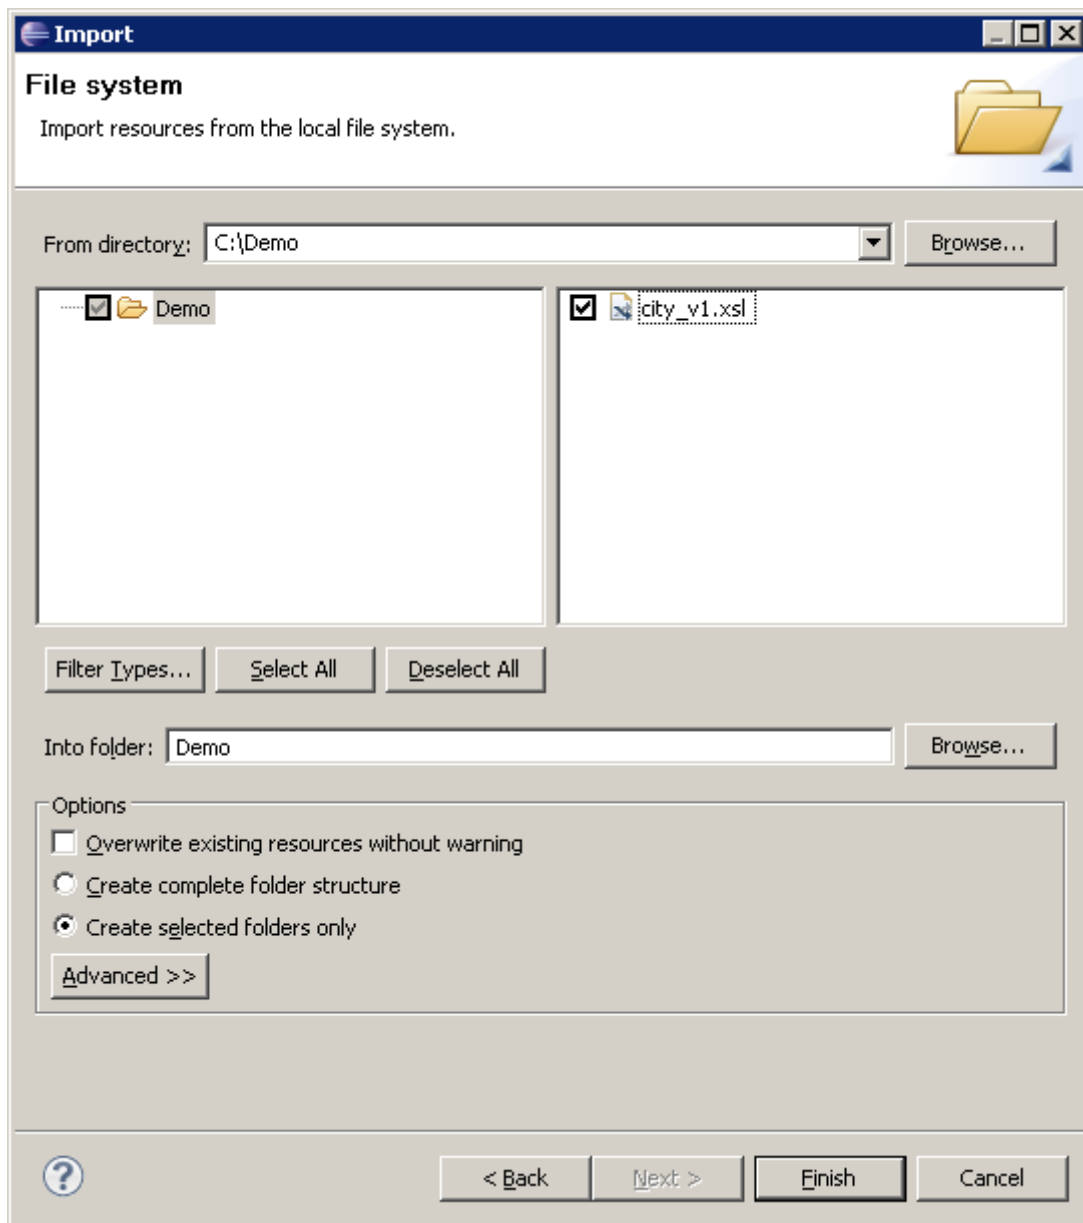 Import
File system
Import resources from the local file system.
From directory: C:\Demo Browse...
Demo city_v1.xsl
Filter Types... Select All Deselect All
Into folder: Demo Browse...
Options
Overwrite existing resources without warning
Create complete folder structure
Create selected folders only
Advanced >>
? < Back Next > Finish Cancel